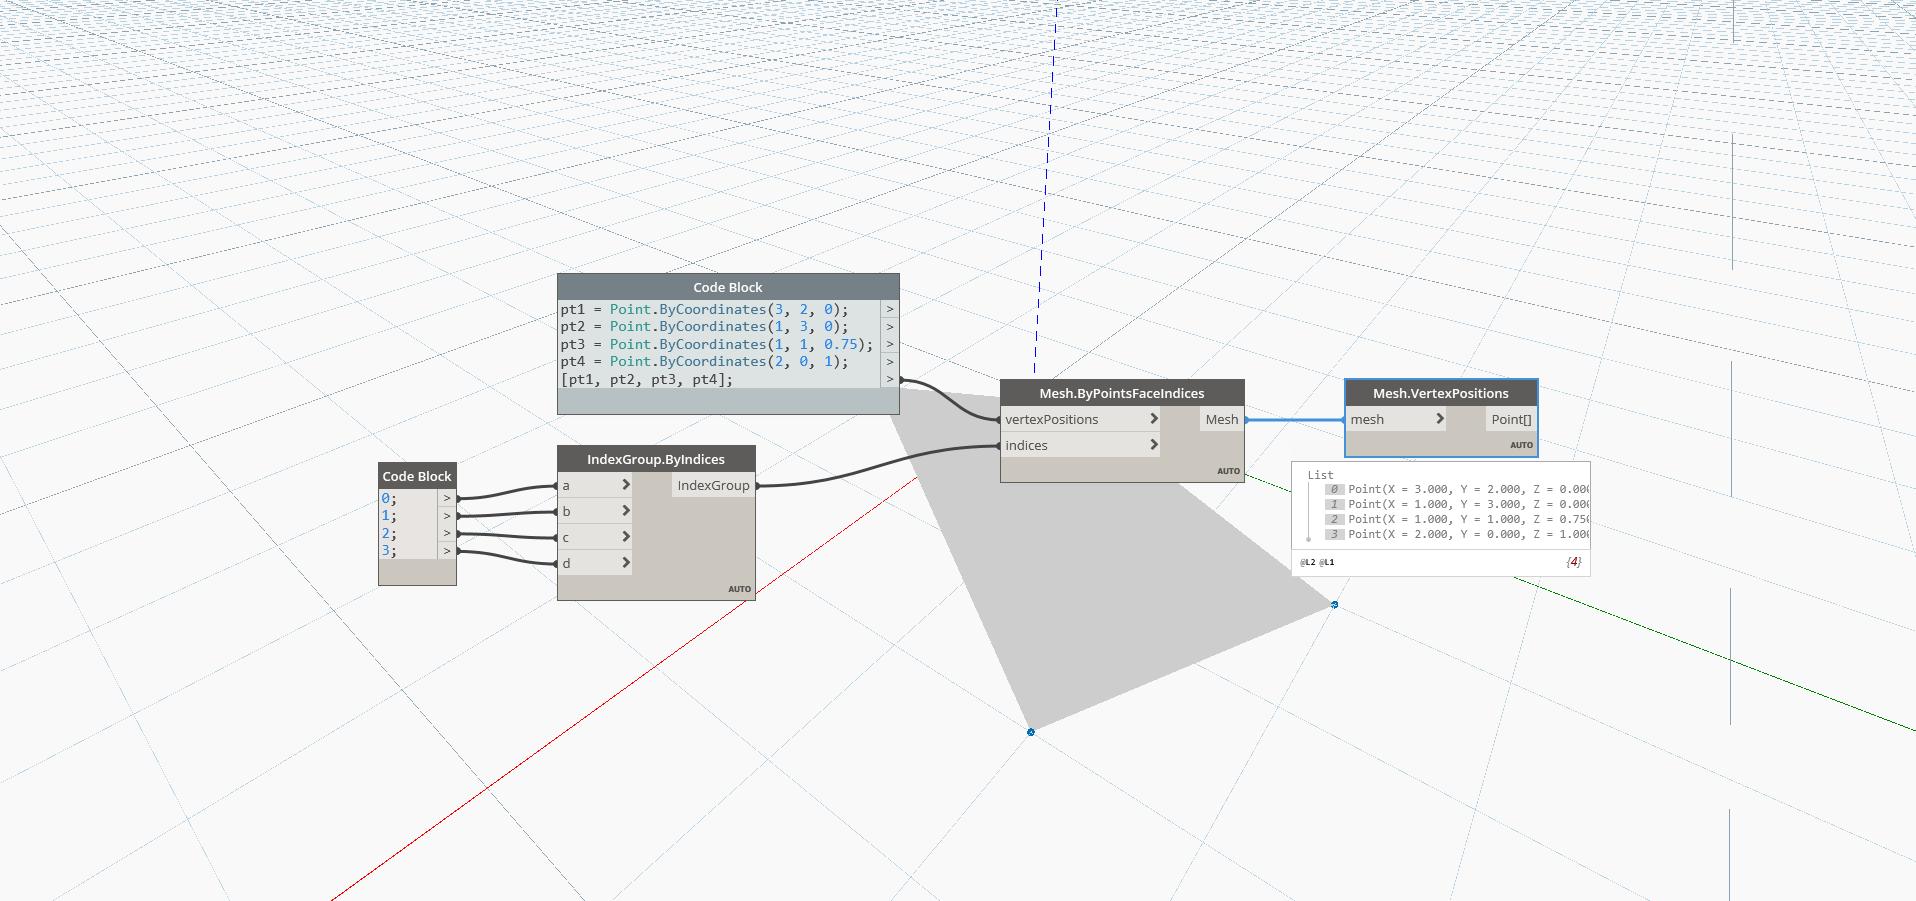 Code Block
pt1 = Point.ByCoordinates(3, 2, 0); >
pt2 = Point.ByCoordinates(1, 3, 0); >
pt3 = Point.ByCoordinates(1, 1, 0.75); >
pt4 = Point.ByCoordinates(2, 0, 1); >
[pt1, pt2, pt3, pt4]; >
Code Block
0; >
1; >
2; >
3; >
IndexGroup.ByIndices
a > IndexGroup
b >
c >
d >
AUTO
Mesh.ByPointsFaceIndices
vertexPositions > Mesh
indices >
AUTO
Mesh.VertexPositions
mesh > Point[]
AUTO
List
0 Point(X = 3.000, Y = 2.000, Z = 0.000
1 Point(X = 1.000, Y = 3.000, Z = 0.000
2 Point(X = 1.000, Y = 1.000, Z = 0.750
3 Point(X = 2.000, Y = 0.000, Z = 1.000
@L2 @L1 {4}